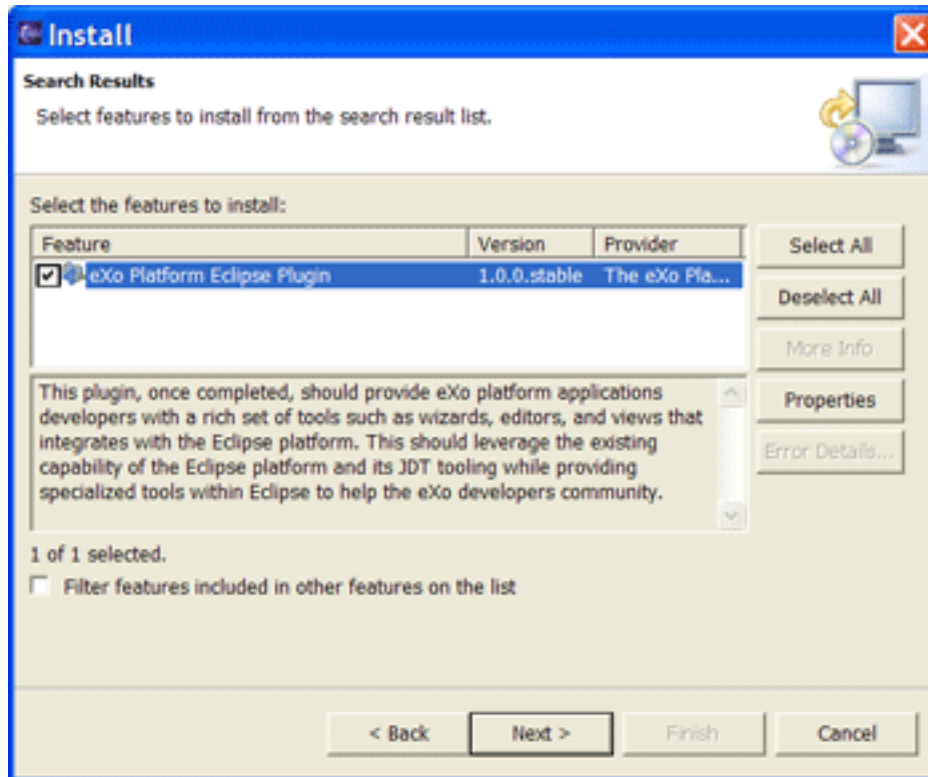 Install
Search Results
Select features to install from the search result list.
Select the features to install:
Feature Version Provider
eXo Platform Eclipse Plugin 1.0.0.stable The eXo Pla...
Select All
Deselect All
More Info
Properties
Error Details...
This plugin, once completed, should provide eXo platform applications
developers with a rich set of tools such as wizards, editors, and views that
integrates with the Eclipse platform. This should leverage the existing
capability of the Eclipse platform and its JDT tooling while providing
specialized tools within Eclipse to help the eXo developers community.
1 of 1 selected.
Filter features included in other features on the list
< Back Next > Finish Cancel